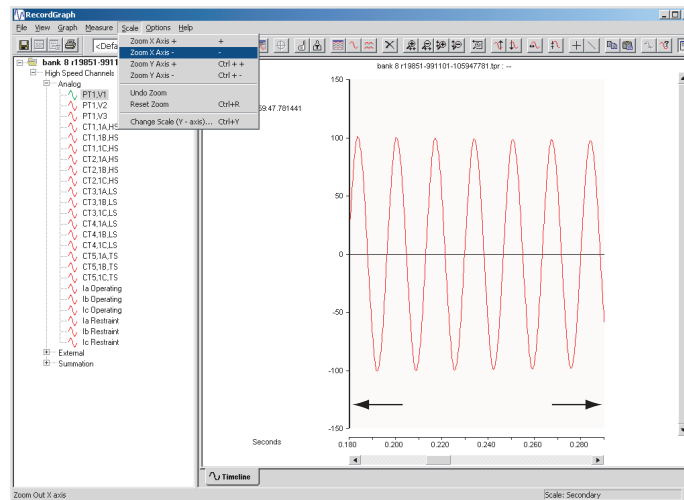 RecordGraph
File View Graph Measure Scale Options Help
Zoom X Axis + +
Zoom X Axis - -
Zoom Y Axis + Ctrl + +
Zoom Y Axis - Ctrl + -
Undo Zoom
Reset Zoom Ctrl+R
Change Scale (Y - axis)... Ctrl+Y
<Defa
bank 8 r19851-9911
High Speed Channels
Analog
PT1,V1
PT1,V2
PT1,V3
CT1,1A,HS
CT1,1B,HS
CT1,1C,HS
CT2,1A,HS
CT2,1B,HS
CT2,1C,HS
CT3,1A,LS
CT3,1B,LS
CT3,1C,LS
CT4,1A,LS
CT4,1B,LS
CT4,1C,LS
CT5,1A,TS
CT5,1B,TS
CT5,1C,TS
Ia Operating
Ib Operating
Ic Operating
Ia Restraint
Ib Restraint
Ic Restraint
External
Summation
bank 8 r19851-991101-105947781.tpr : --
59:47.781441
150
100
50
0
-50
-100
-150
Seconds
0.180 0.200 0.220 0.240 0.260 0.280
Timeline
Zoom Out X axis
Scale: Secondary